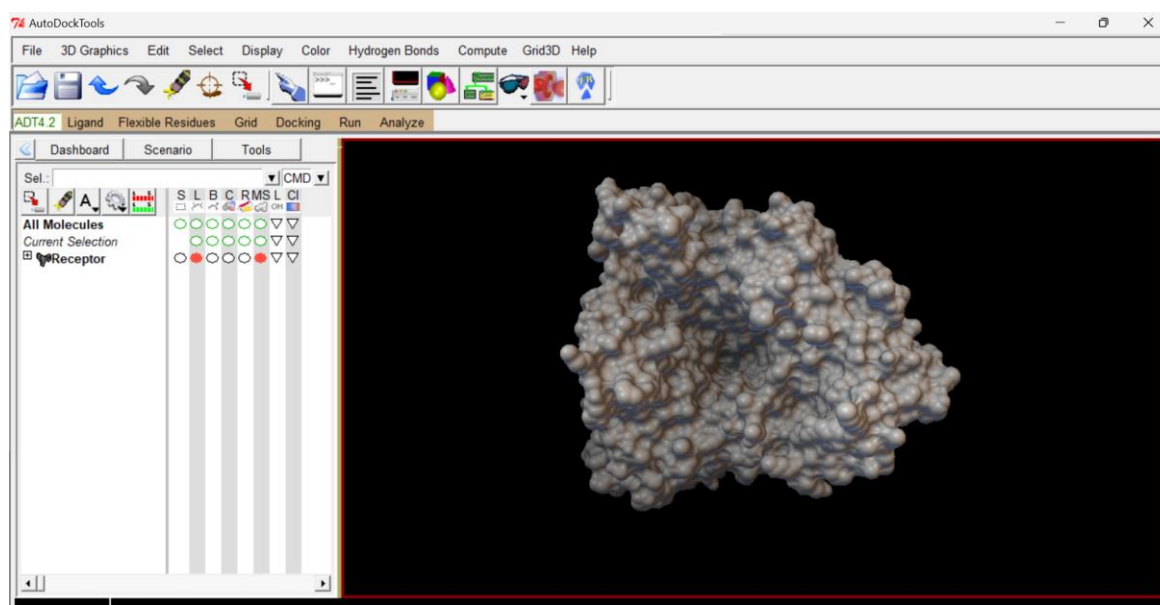 7% AutoDockTools
File 3D Graphics Edit Select Display Color Hydrogen Bonds Compute Grid3D Help
ADT4.2 Ligand Flexible Residues Grid Docking Run Analyze
Dashboard Scenario Tools
Sel.: CMD
A S L B C R MS L Cl
All Molecules
Current Selection
Receptor